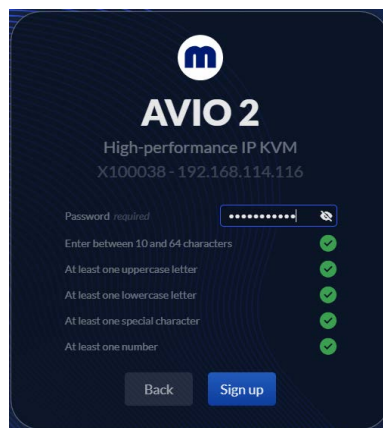 m
AVIO 2
High-performance IP KVM
X100038 - 192.168.114.116
Password required •••••••••••
Enter between 10 and 64 characters
At least one uppercase letter
At least one lowercase letter
At least one special character
At least one number
Back Sign up